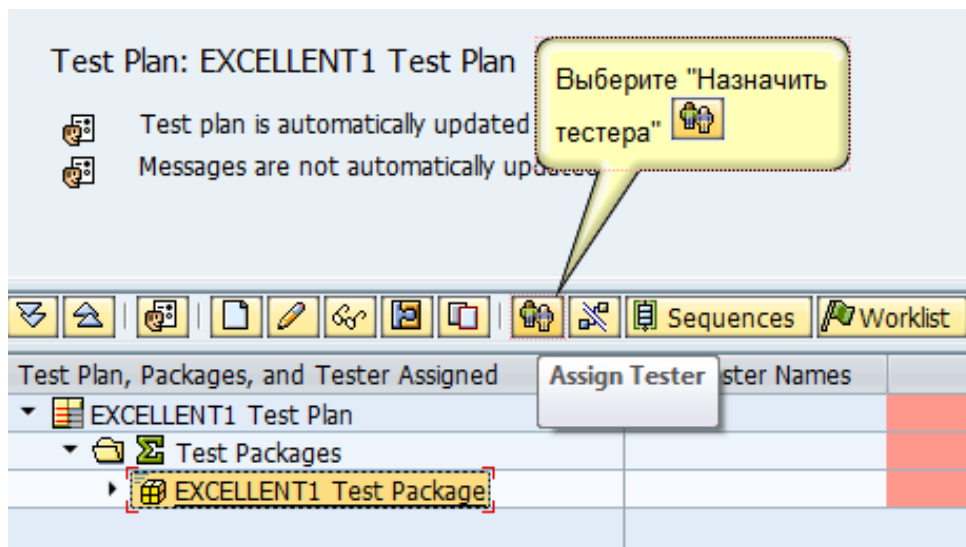 Test Plan: EXCELLENT1 Test Plan
Выберите "Назначить
тестера"
Test plan is automatically updated
Messages are not automatically updated
Sequences
Worklist
Test Plan, Packages, and Tester Assigned
Assign Tester
ster Names
EXCELLENT1 Test Plan
Test Packages
EXCELLENT1 Test Package